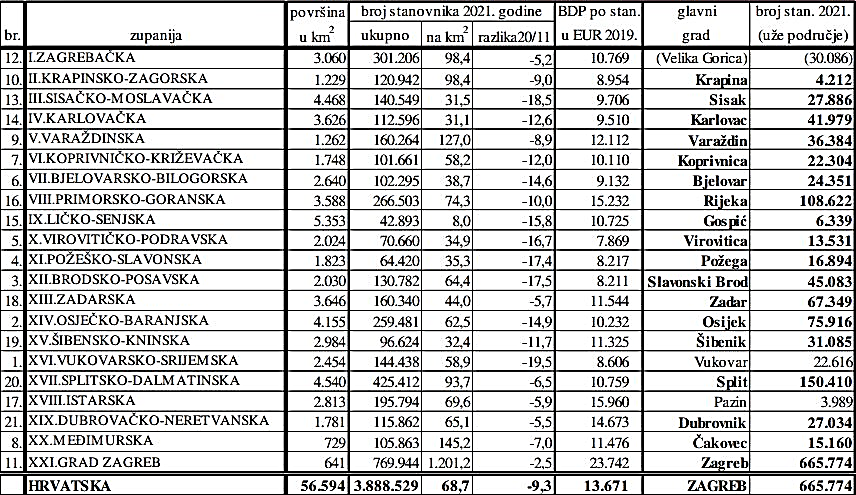 površina broj stanovnika 2021. godine BDP po stan. glavni broj stan. 2021.
br. zupanija u km² ukupno na km² razlika20/11 u EUR 2019. grad (uže područje)
12. I.ZAGREBAČKA 3.060 301.206 98,4 -5,2 10.769 (Velika Gorica) (30.086)
10. II.KRAPINSKO-ZAGORSKA 1.229 120.942 98,4 -9,0 8.954 Krapina 4.212
13. III.SISAČKO-MOSLAVAČKA 4.468 140.549 31,5 -18,5 9.706 Sisak 27.886
14. IV.KARLOVAČKA 3.626 112.596 31,1 -12,6 9.510 Karlovac 41.979
9. V.VARAŽDINSKA 1.262 160.264 127,0 -8,9 12.112 Varaždin 36.384
7. VI.KOPRIVNIČKO-KRIŽEVAČKA 1.748 101.661 58,2 -12,0 10.110 Koprivnica 22.304
6. VII.BJELOVARSKO-BILOGORSKA 2.640 102.295 38,7 -14,6 9.132 Bjelovar 24.351
16. VIII.PRIMORSKO-GORANSKA 3.588 266.503 74,3 -10,0 15.232 Rijeka 108.622
15. IX.LIČKO-SENJSKA 5.353 42.893 8,0 -15,8 10.725 Gospić 6.339
5. X.VIROVITIČKO-PODRAVSKA 2.024 70.660 34,9 -16,7 7.869 Virovitica 13.531
4. XI.POŽEŠKO-SLAVONSKA 1.823 64.420 35,3 -17,4 8.217 Požega 16.894
3. XII.BRODSKO-POSAVSKA 2.030 130.782 64,4 -17,5 8.211 Slavonski Brod 45.083
18. XIII.ZADARSKA 3.646 160.340 44,0 -5,7 11.544 Zadar 67.349
2. XIV.OSJEČKO-BARANJSKA 4.155 259.481 62,5 -14,9 10.232 Osijek 75.916
19. XV.ŠIBENSKO-KNINSKA 2.984 96.624 32,4 -11,7 11.325 Šibenik 31.085
1. XVI.VUKOVARSKO-SRIJEMSKA 2.454 144.438 58,9 -19,5 8.606 Vukovar 22.616
20. XVII.SPLITSKO-DALMATINSKA 4.540 425.412 93,7 -6,5 10.759 Split 150.410
17. XVIII.ISTARSKA 2.813 195.794 69,6 -5,9 15.960 Pazin 3.989
21. XIX.DUBROVAČKO-NERETVANSKA 1.781 115.862 65,1 -5,5 14.673 Dubrovnik 27.034
8. XX.MEĐIMURSKA 729 105.863 145,2 -7,0 11.476 Čakovec 15.160
11. XXI.GRAD ZAGREB 641 769.944 1.201,2 -2,5 23.742 Zagreb 665.774
HRVATSKA 56.594 3.888.529 68,7 -9,3 13.671 ZAGREB 665.774